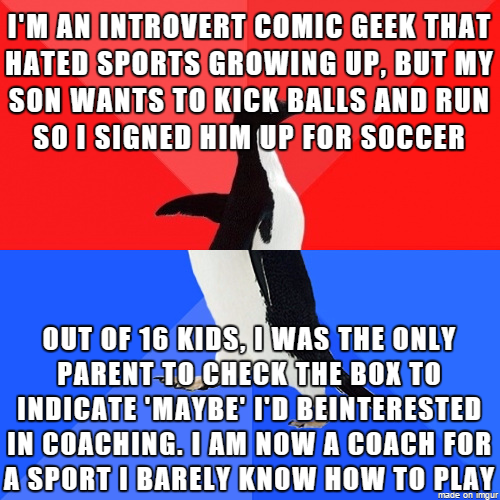 I'M AN INTROVERT COMIC GEEK THAT
HATED SPORTS GROWING UP, BUT MY
SON WANTS TO KICK BALLS AND RUN
SO I SIGNED HIM UP FOR SOCCER
OUT OF 16 KIDS, I WAS THE ONLY
PARENT TO CHECK THE BOX TO
INDICATE 'MAYBE' I'D BEINTERESTED
IN COACHING. I AM NOW A COACH FOR
A SPORT I BARELY KNOW HOW TO PLAY
made on imgur